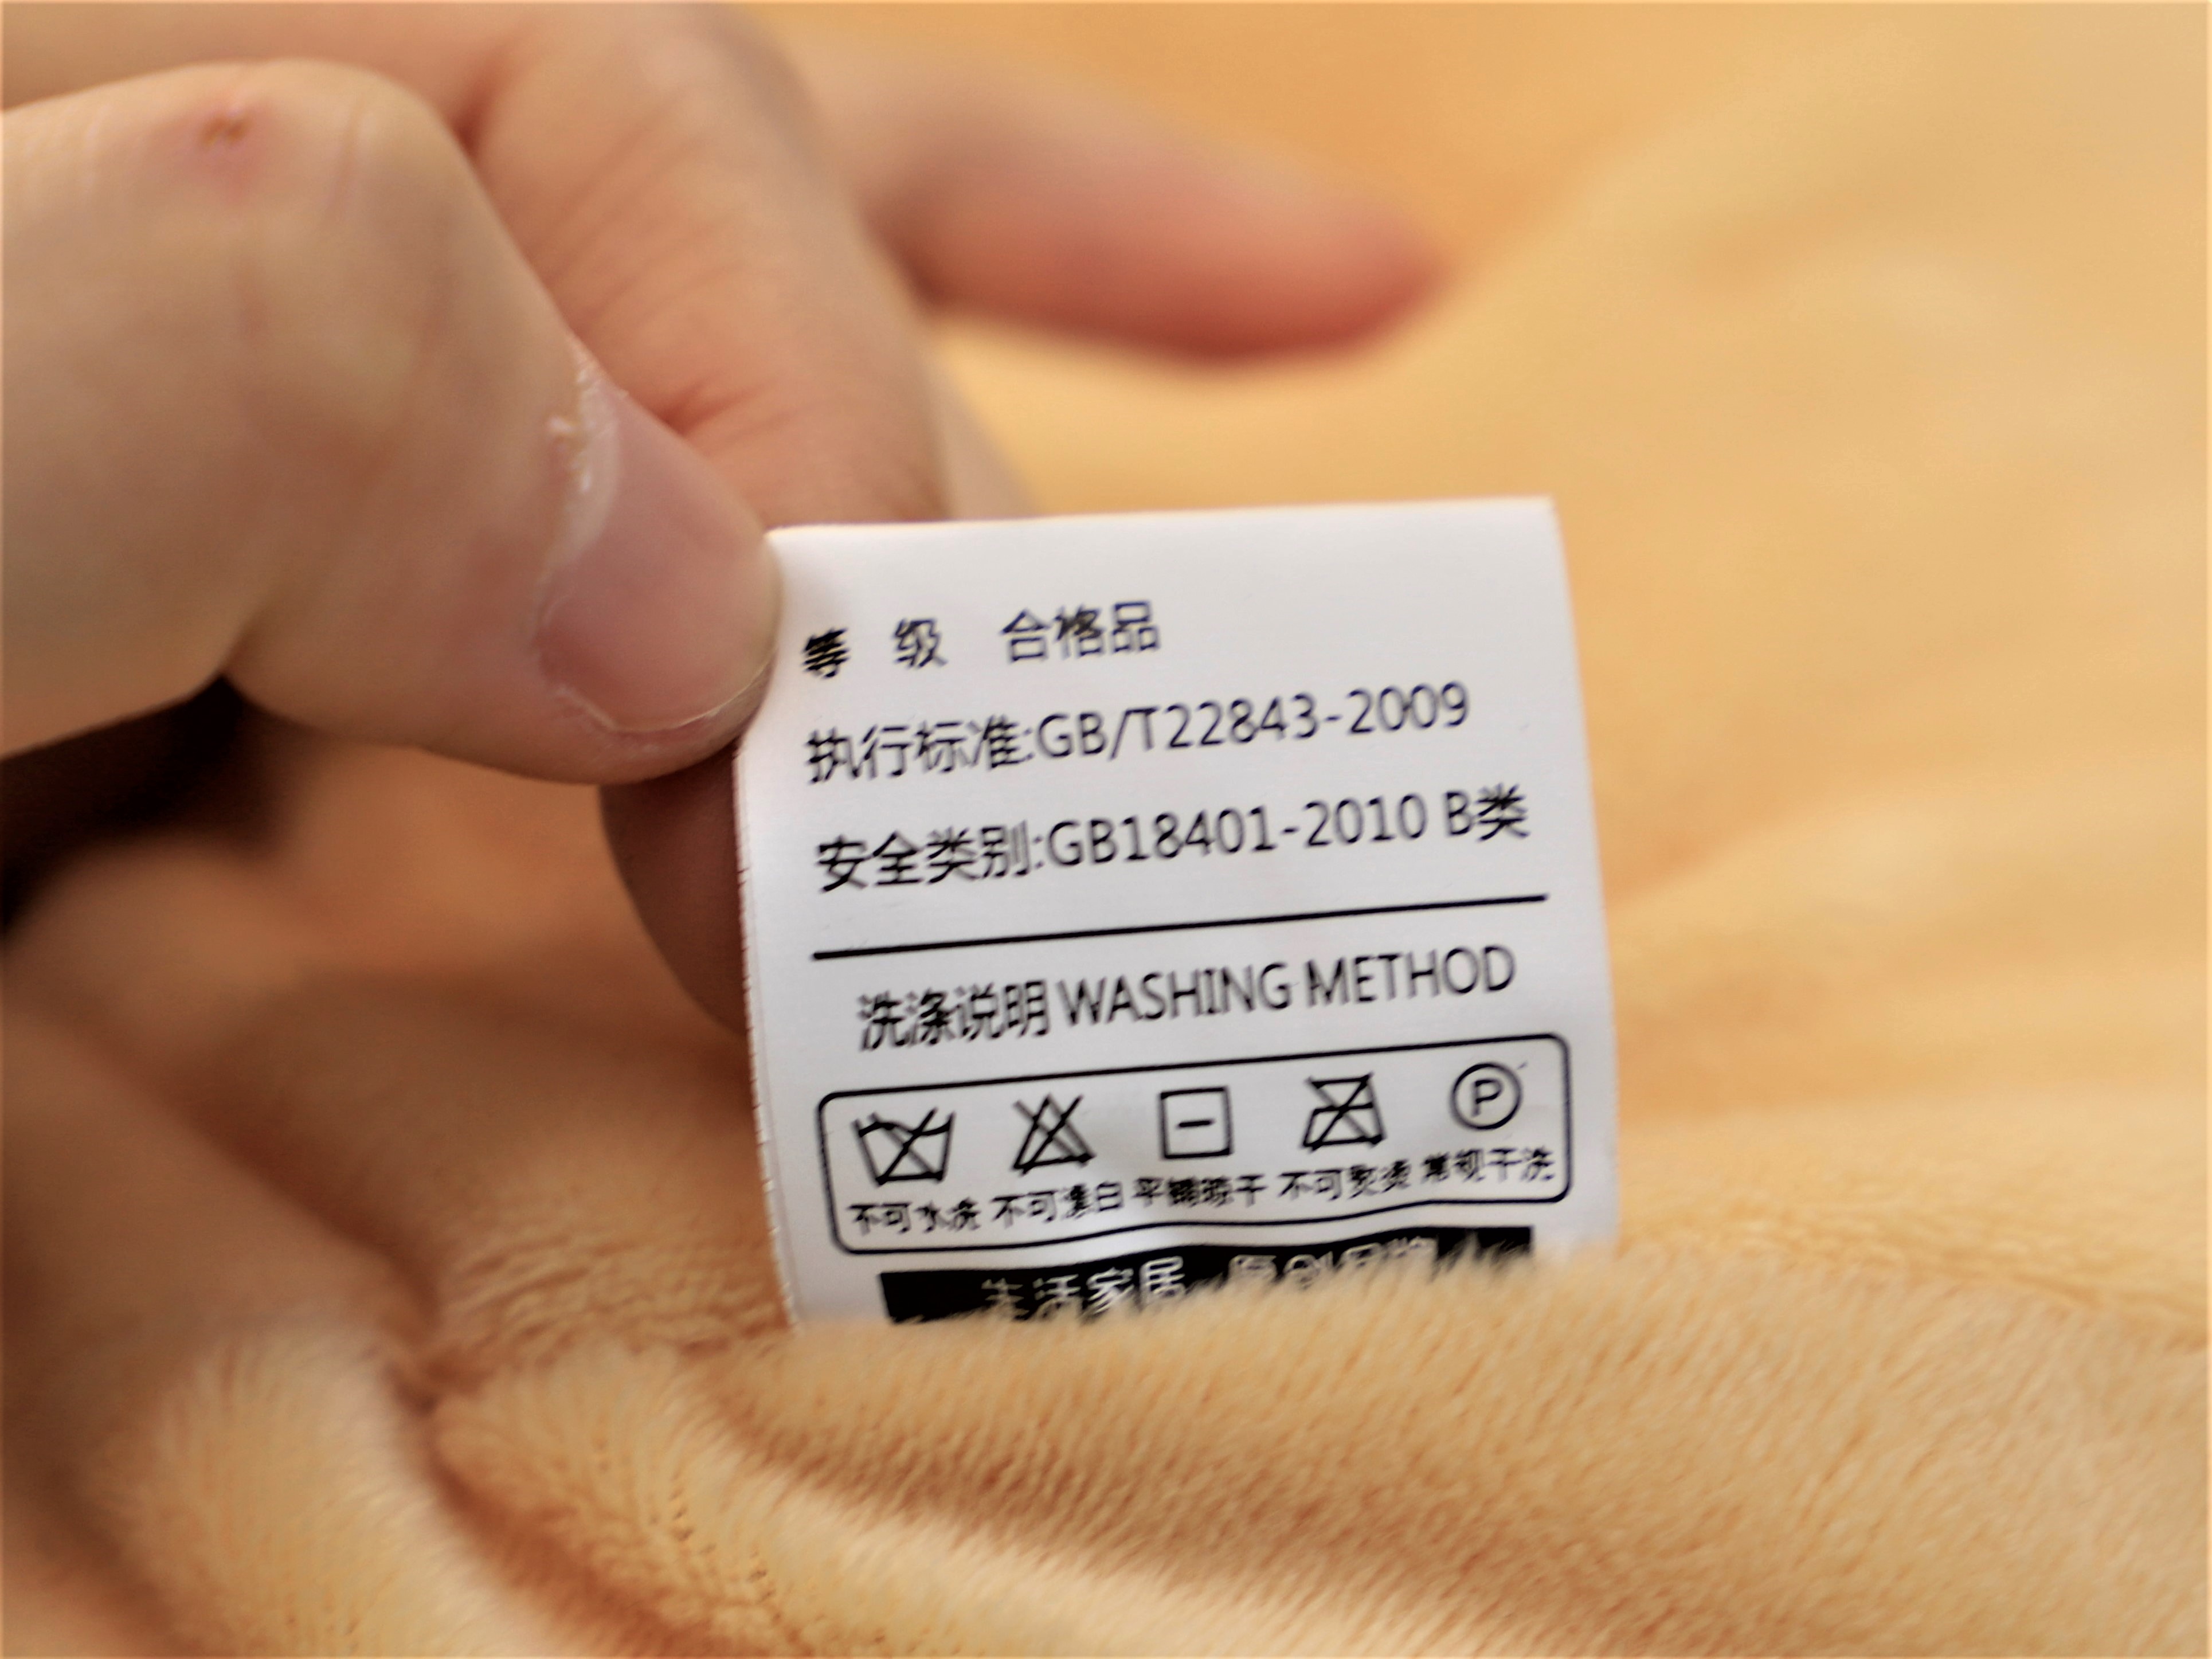 等 级 合格品
执行标准:GB/T22843-2009
安全类别:GB18401-2010 B类
洗涤说明 WASHING METHOD
P
不可水洗 不可漂白 平铺晾干 不可熨烫 常规干洗